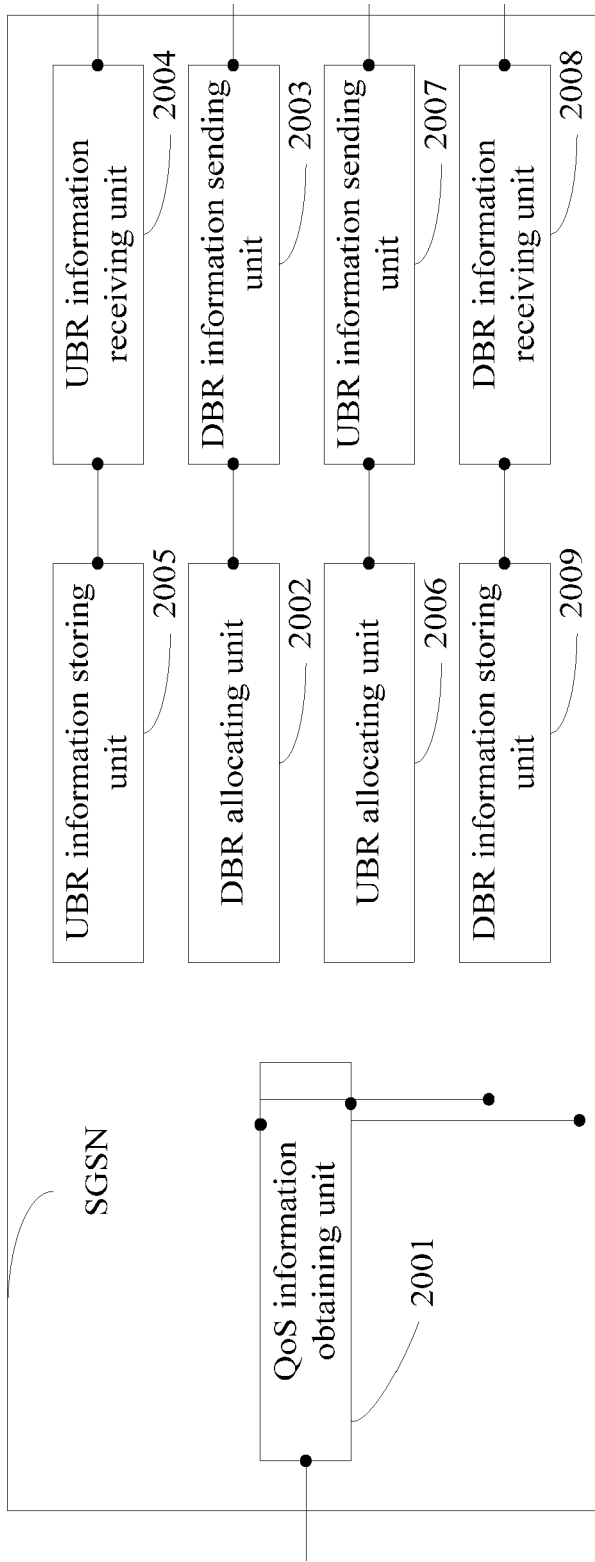 SGSN
QoS information
obtaining unit
2001
UBR information storing
unit
2005
UBR information
receiving unit
2004
DBR allocating unit
2002
DBR information sending
unit
2003
UBR allocating unit
2006
UBR information sending
unit
2007
DBR information storing
unit
2009
DBR information
receiving unit
2008